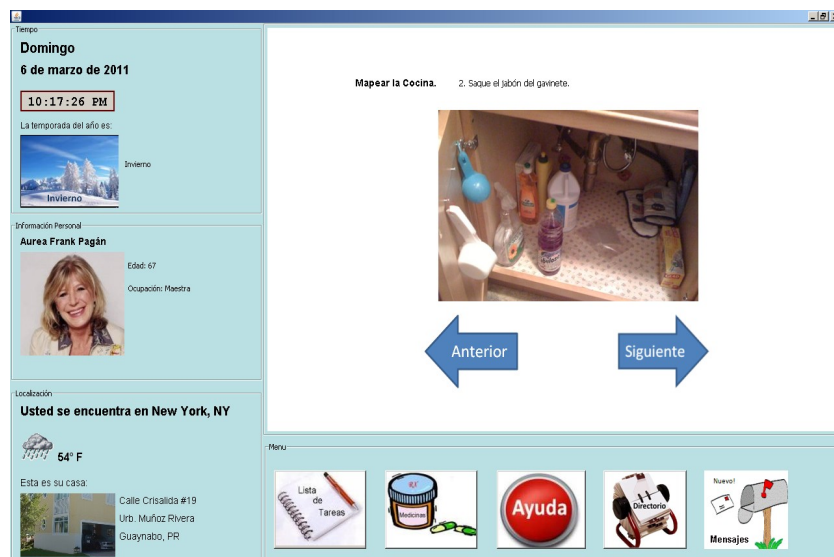 Tiempo
Domingo
6 de marzo de 2011
10:17:26 PM
La temporada del año es:
Invierno
Invierno
Información Personal
Aurea Frank Pagán
Edad: 67
Ocupación: Maestra
Localización
Usted se encuentra en New York, NY
54° F
Esta es su casa:
Calle Crisalida #19
Urb. Muñoz Rivera
Guaynabo, PR
Mapear la Cocina. 2. Saque el jabón del gavinete.
Anterior
Siguiente
Menu
Lista
de
Tareas
Medicinas
Ayuda
Directorio
Nuevo!
Mensajes